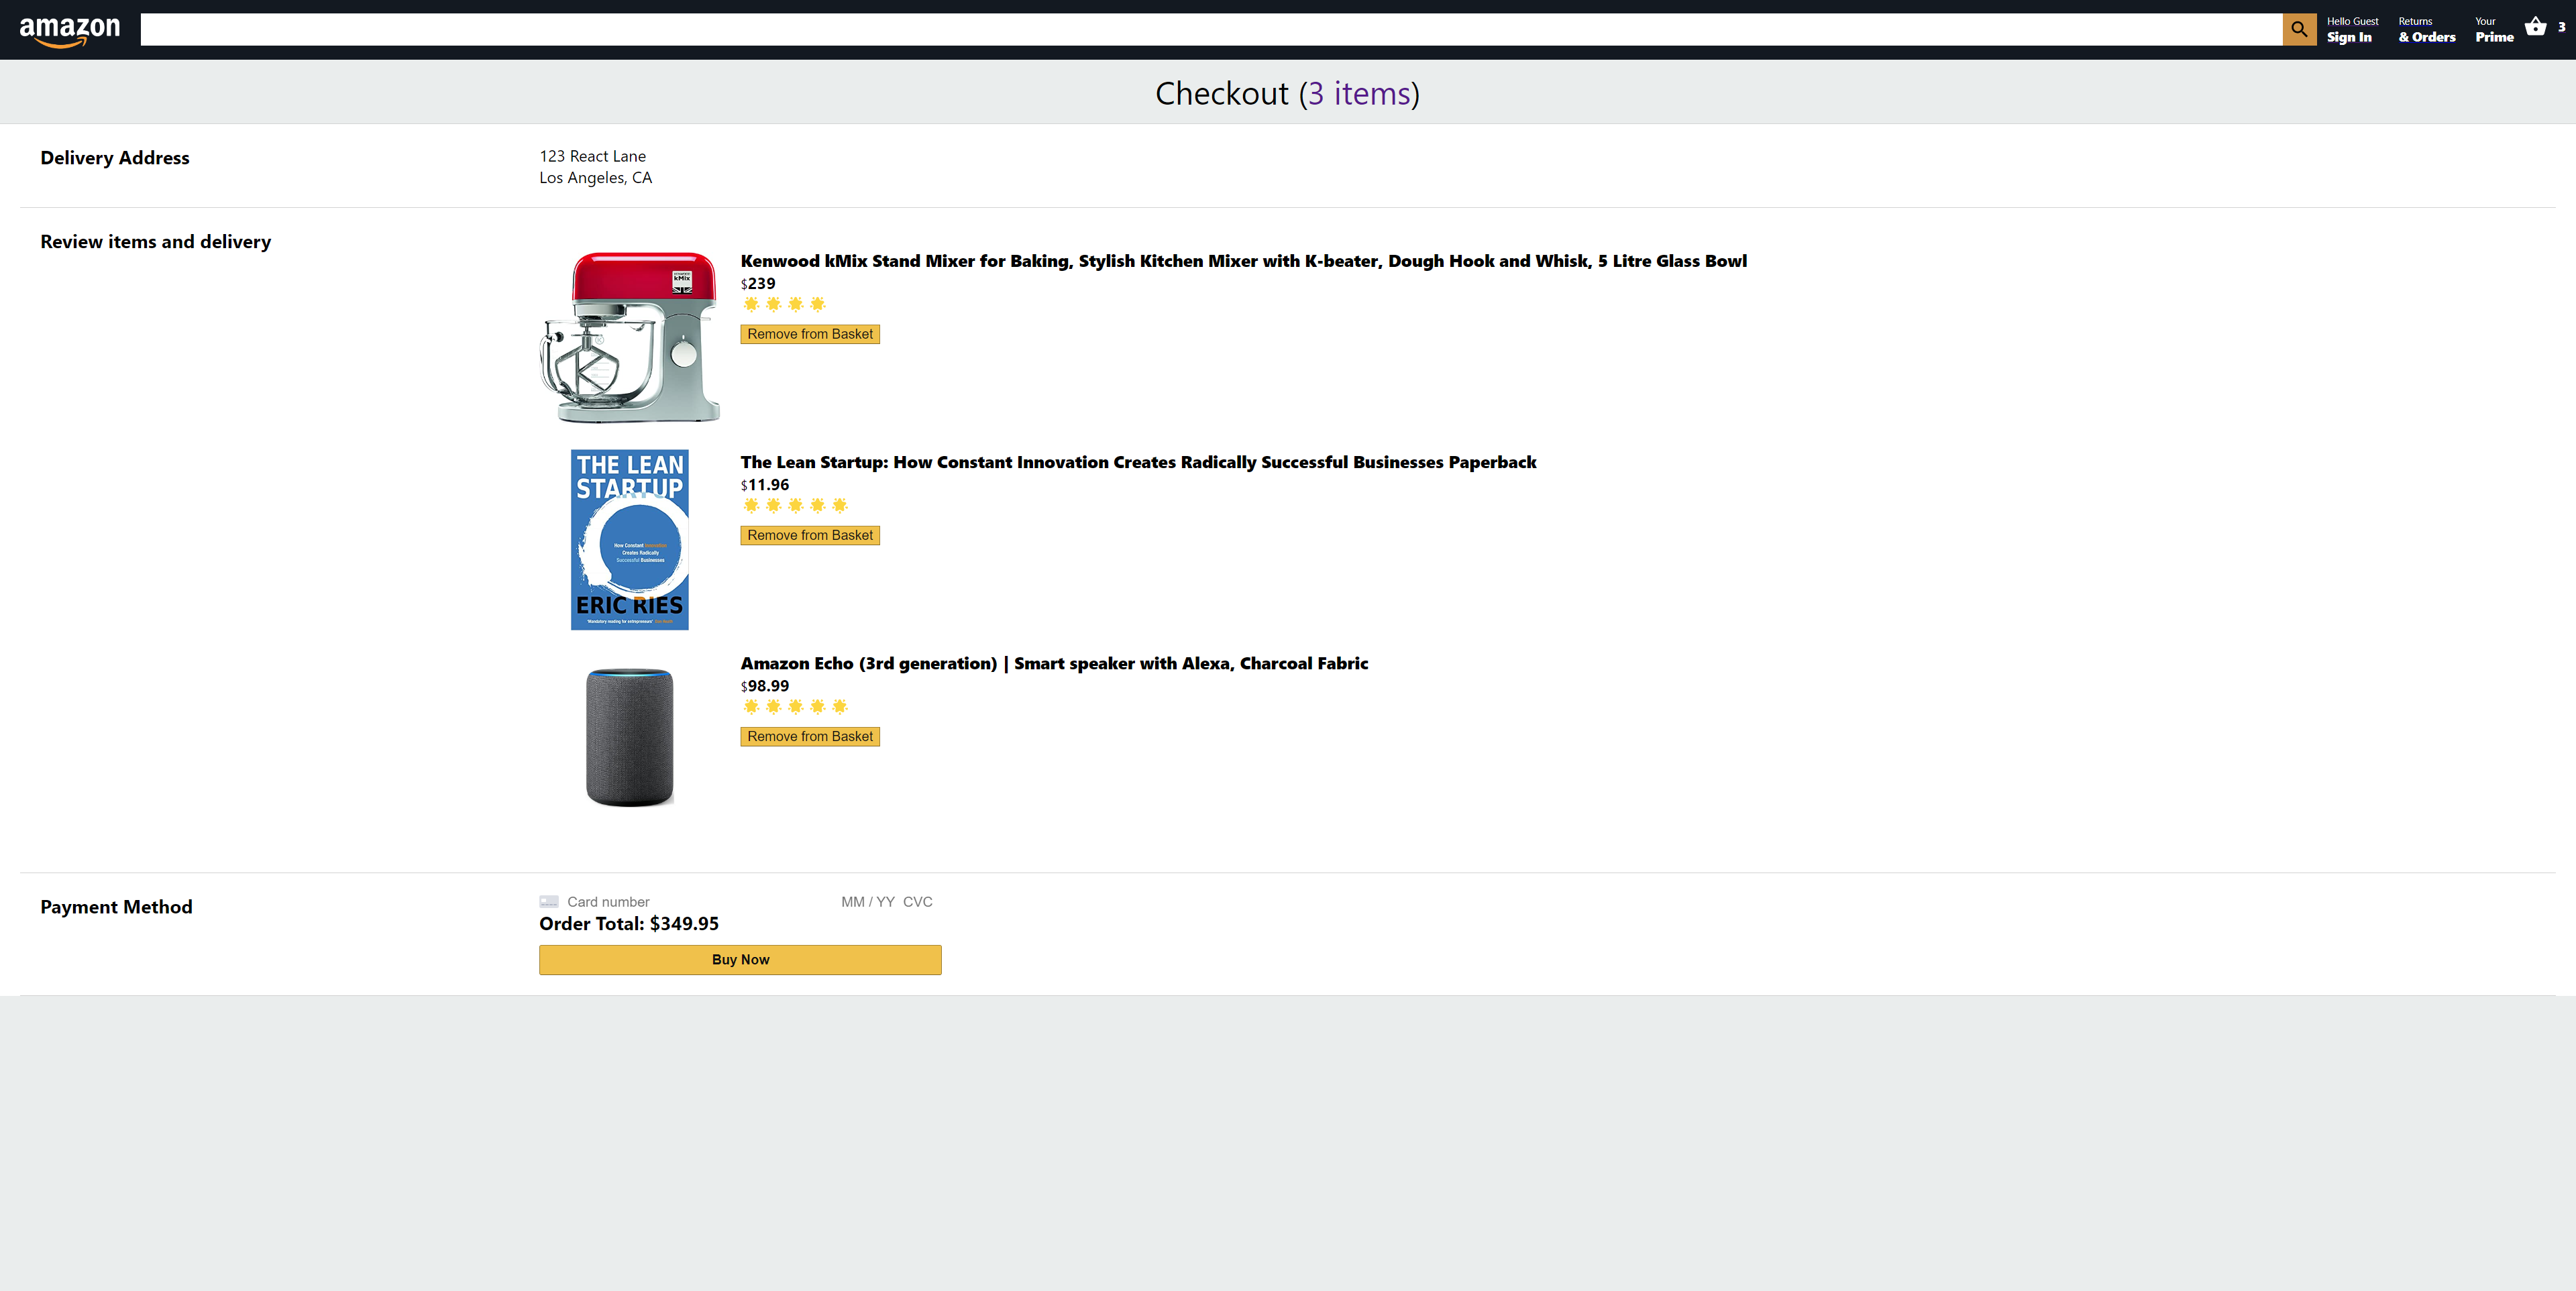 amazon
Hello Guest
Sign In
Returns
& Orders
Your
Prime
3
Checkout (3 items)
Delivery Address
123 React Lane
Los Angeles, CA
Review items and delivery
kMix
Kenwood kMix Stand Mixer for Baking, Stylish Kitchen Mixer with K-beater, Dough Hook and Whisk, 5 Litre Glass Bowl
$239
Remove from Basket
THE LEAN
STARTUP
How Constant Innovation
Creates Radically
Successful Businesses
ERIC RIES
'Mandatory reading for entrepreneurs'
The Lean Startup: How Constant Innovation Creates Radically Successful Businesses Paperback
$11.96
Remove from Basket
Amazon Echo (3rd generation) | Smart speaker with Alexa, Charcoal Fabric
$98.99
Remove from Basket
Payment Method
Card number MM / YY CVC
Order Total: $349.95
Buy Now